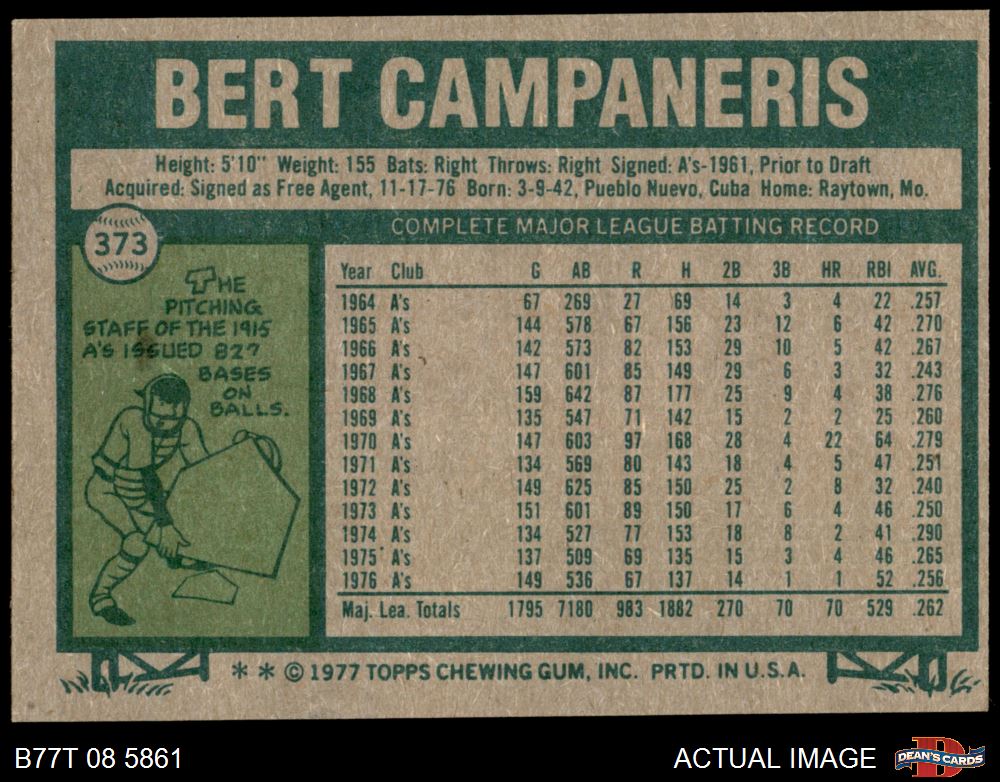 BERT CAMPANERIS
Height: 5'10" Weight: 155 Bats: Right Throws: Right Signed: A's-1961, Prior to Draft
Acquired: Signed as Free Agent, 11-17-76 Born: 3-9-42, Pueblo Nuevo, Cuba Home: Raytown, Mo.
373
COMPLETE MAJOR LEAGUE BATTING RECORD
THE
PITCHING
STAFF OF THE 1915
A'S ISSUED 827
BASES
ON
BALLS.
Year Club G AB R H 2B 3B HR RBI AVG.
1964 A's 67 269 27 69 14 3 4 22 .257
1965 A's 144 578 67 156 23 12 6 42 .270
1966 A's 142 573 82 153 29 10 5 42 .267
1967 A's 147 601 85 149 29 6 3 32 .243
1968 A's 159 642 87 177 25 9 4 38 .276
1969 A's 135 547 71 142 15 2 2 25 .260
1970 A's 147 603 97 168 28 4 22 64 .279
1971 A's 134 569 80 143 18 4 5 47 .251
1972 A's 149 625 85 150 25 2 8 32 .240
1973 A's 151 601 89 150 17 6 4 46 .250
1974 A's 134 527 77 153 18 8 2 41 .290
1975 A's 137 509 69 135 15 3 4 46 .265
1976 A's 149 536 67 137 14 1 1 52 .256
Maj. Lea. Totals 1795 7180 983 1882 270 70 70 529 .262
* * © 1977 TOPPS CHEWING GUM, INC. PRTD. IN U.S.A.
B77T 08 5861
ACTUAL IMAGE
D
DEAN'S CARDS